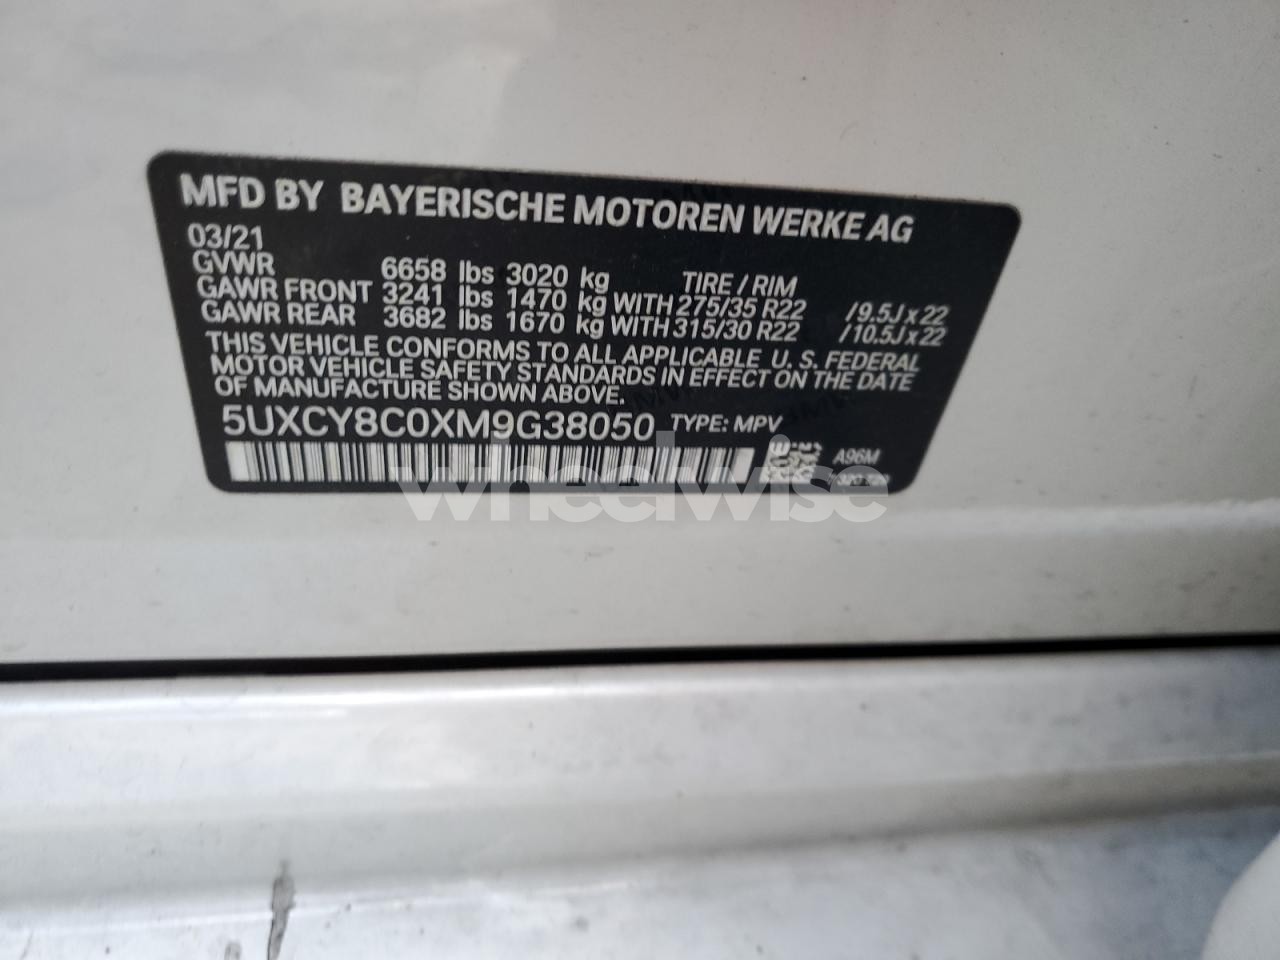 MFD BY BAYERISCHE MOTOREN WERKE AG
03/21
GVWR 6658 lbs 3020 kg TIRE / RIM
GAWR FRONT 3241 lbs 1470 kg WITH 275/35 R22 / 9.5J x 22
GAWR REAR 3682 lbs 1670 kg WITH 315/30 R22 / 10.5J x 22
THIS VEHICLE CONFORMS TO ALL APPLICABLE U. S. FEDERAL
MOTOR VEHICLE SAFETY STANDARDS IN EFFECT ON THE DATE
OF MANUFACTURE SHOWN ABOVE.
5UXCY8C0XM9G38050 TYPE: MPV
A96M
wheelwise